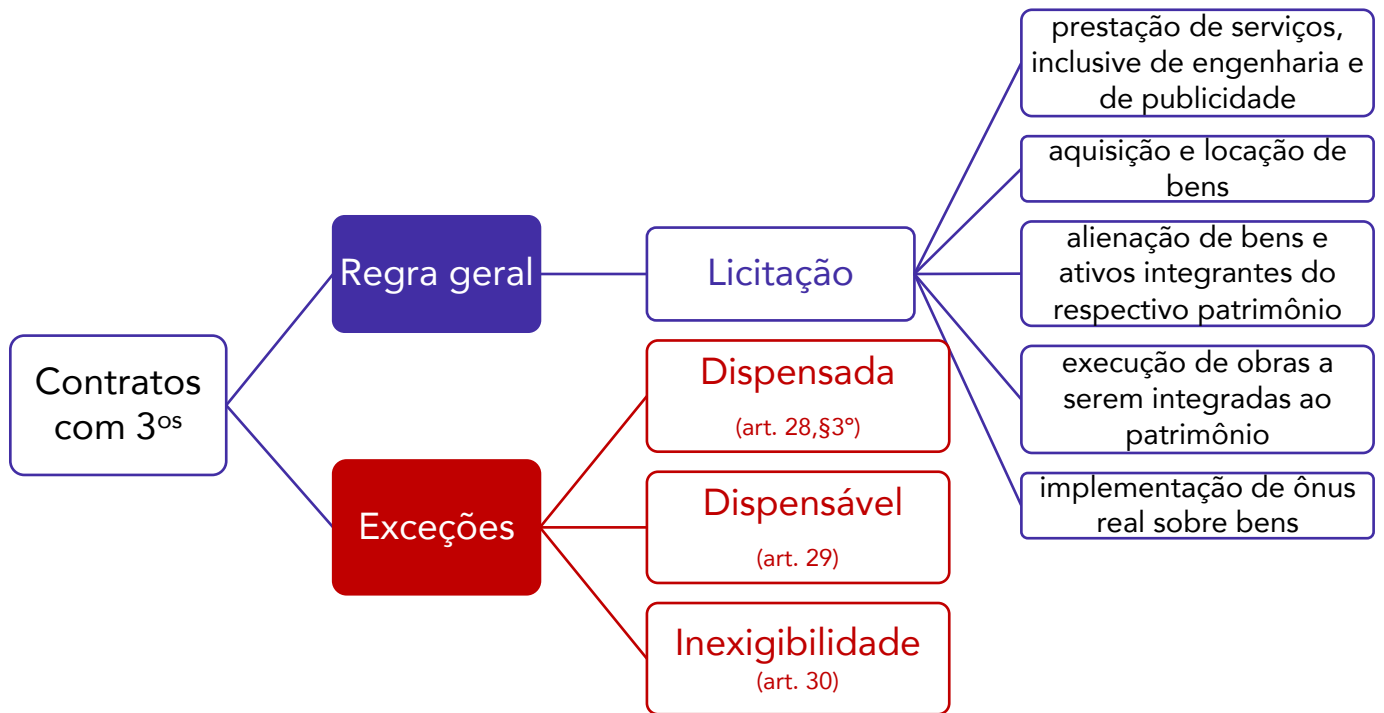 Contratos
com 3ºˢ
Regra geral
Licitação
prestação de serviços,
inclusive de engenharia e
de publicidade
aquisição e locação de
bens
alienação de bens e
ativos integrantes do
respectivo patrimônio
execução de obras a
serem integradas ao
patrimônio
implementação de ônus
real sobre bens
Exceções
Dispensada
(art. 28,§3º)
Dispensável
(art. 29)
Inexigibilidade
(art. 30)